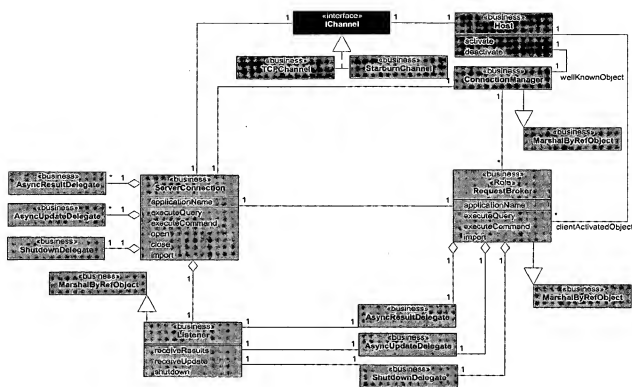 «interface»
IChannel
«business»
Host
activate
deactivate
«business»
TCPChannel
«business»
StarburnChannel
«business»
ConnectionManager
wellKnownObject
«business»
MarshalByRefObject
«business»
AsyncResultDelegate
«business»
AsyncUpdateDelegate
«business»
ShutdownDelegate
«business»
ServerConnection
applicationName
executeQuery
executeCommand
open
close
import
«business»
«Role»
RequestBroker
applicationName
executeQuery
executeCommand
import
clientActivatedObject
«business»
MarshalByRefObject
«business»
MarshalByRefObject
«business»
Listener
receiveResults
receiveUpdate
shutdown
«business»
AsyncResultDelegate
«business»
AsyncUpdateDelegate
«business»
ShutdownDelegate